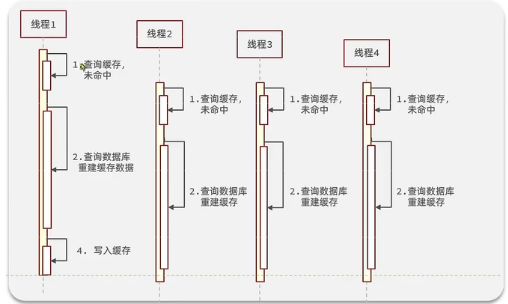 线程1
线程2
线程3
线程4
1.查询缓存，
未命中
1.查询缓存，
未命中
1.查询缓存，
未命中
1.查询缓存，
未命中
2.查询数据库
重建缓存数据
2.查询数据库
重建缓存
2.查询数据库
重建缓存
2.查询数据库
重建缓存
4. 写入缓存